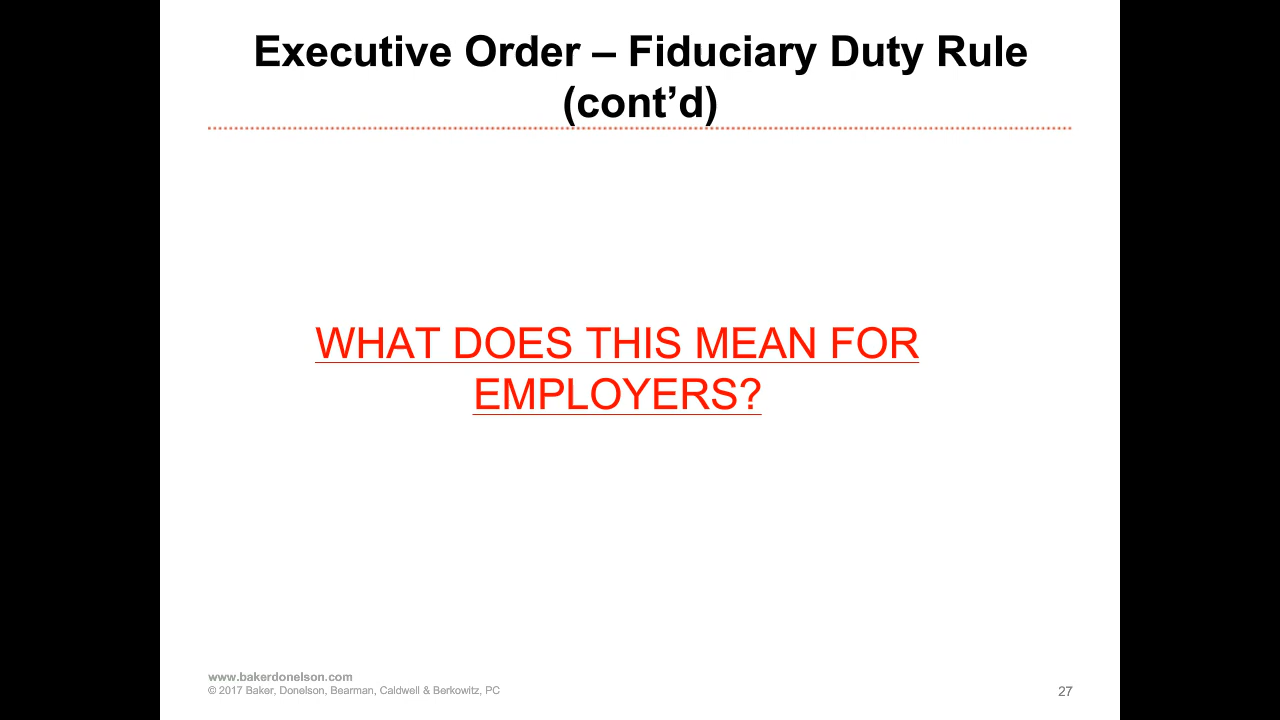 Executive Order – Fiduciary Duty Rule
(cont’d)
WHAT DOES THIS MEAN FOR
EMPLOYERS?
www.bakerdonelson.com
© 2017 Baker, Donelson, Bearman, Caldwell & Berkowitz, PC
27